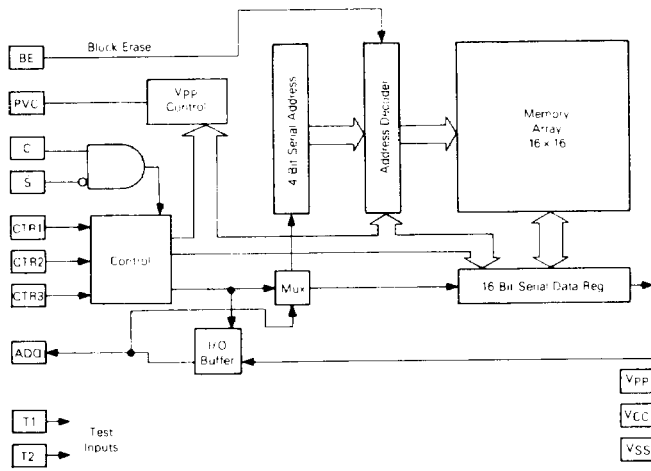 BE
Block Erase
PVC
VPP
Control
C
S
CTR1
CTR2
CTR3
Control
4 Bit Serial Address
Address Decoder
Memory
Array
16 x 16
Mux
16 Bit Serial Data Reg
ADQ
I/O
Buffer
T1
T2
Test
Inputs
VPP
VCC
VSS